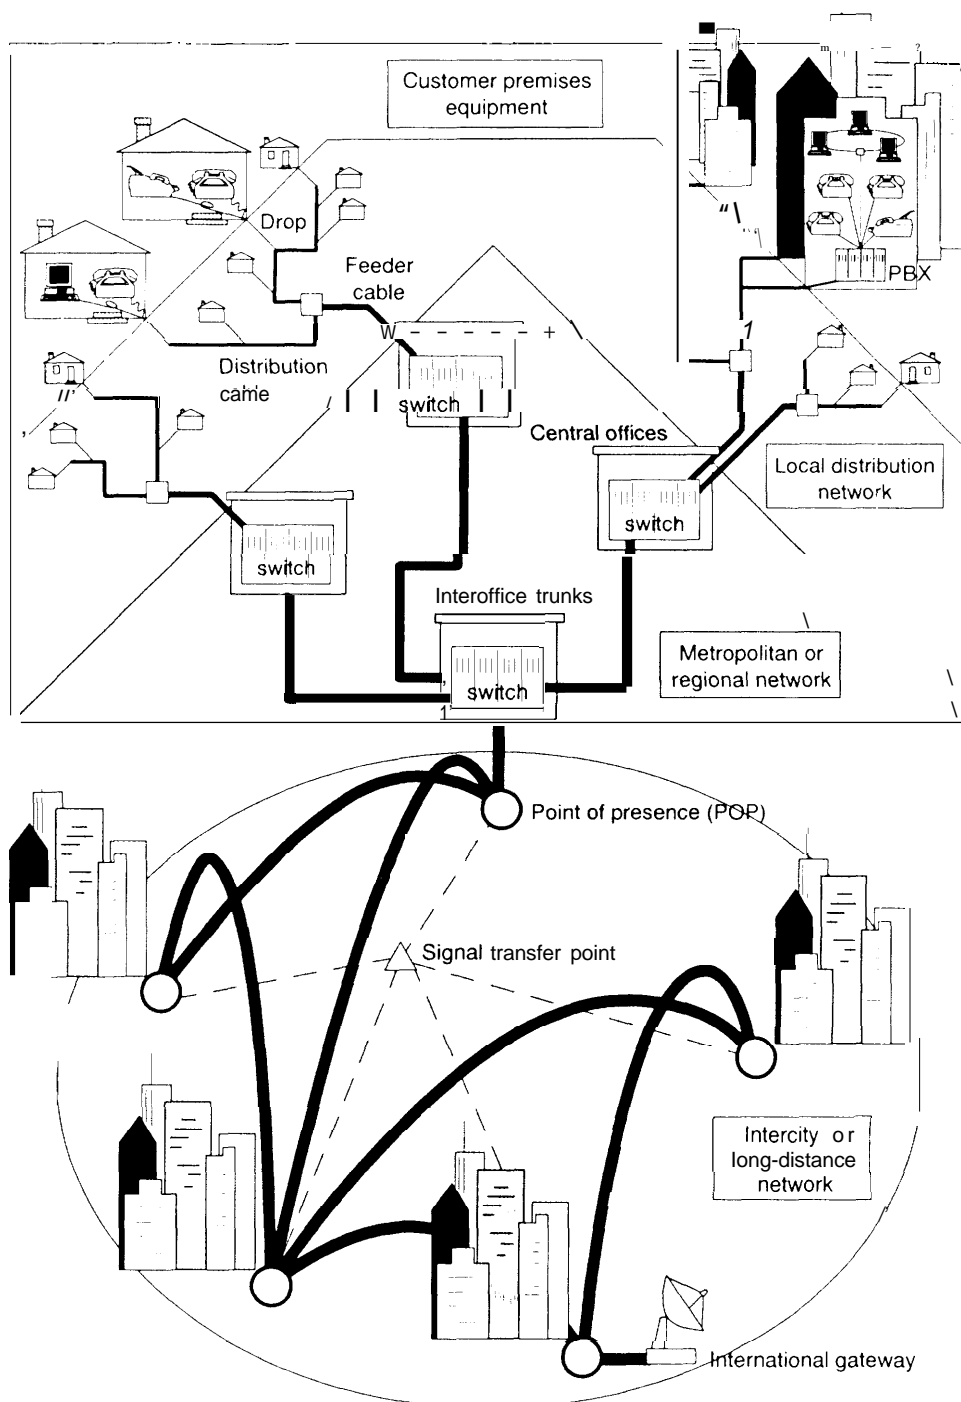 Customer premises
equipment
Drop
Feeder
cable
PBX
Distribution
came
switch
Central offices
Local distribution
network
switch
switch
Interoffice trunks
Metropolitan or
regional network
switch
Point of presence (POP)
Signal transfer point
Intercity or
long-distance
network
International gateway